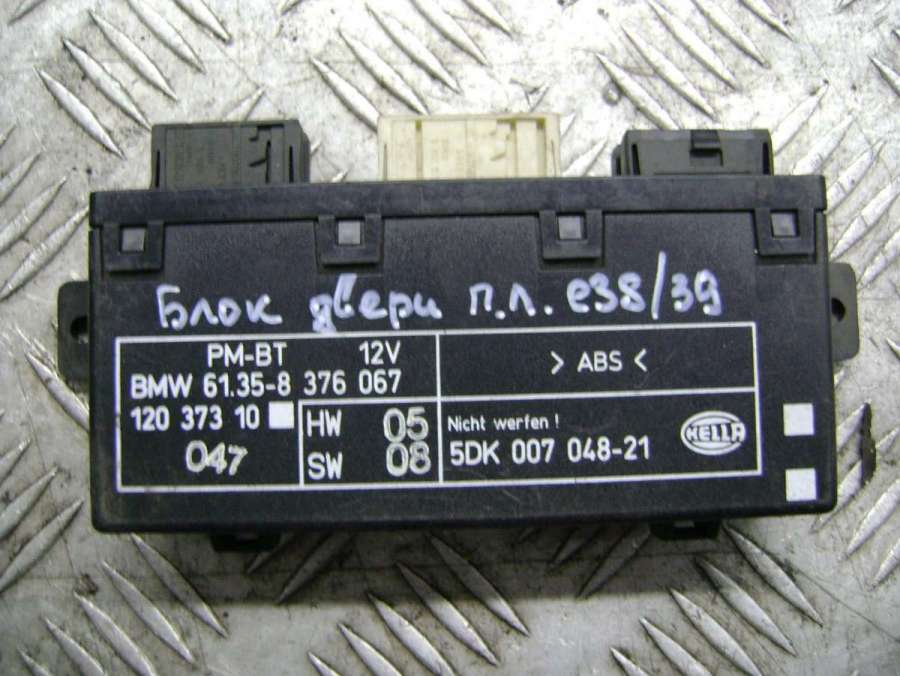 Блок двери п.л. е38/39
PM-BT 12V
BMW 61.35-8 376 067
120 373 10
047
HW 05
SW 08
> ABS <
Nicht werfen !
5DK 007 048-21
HELLA